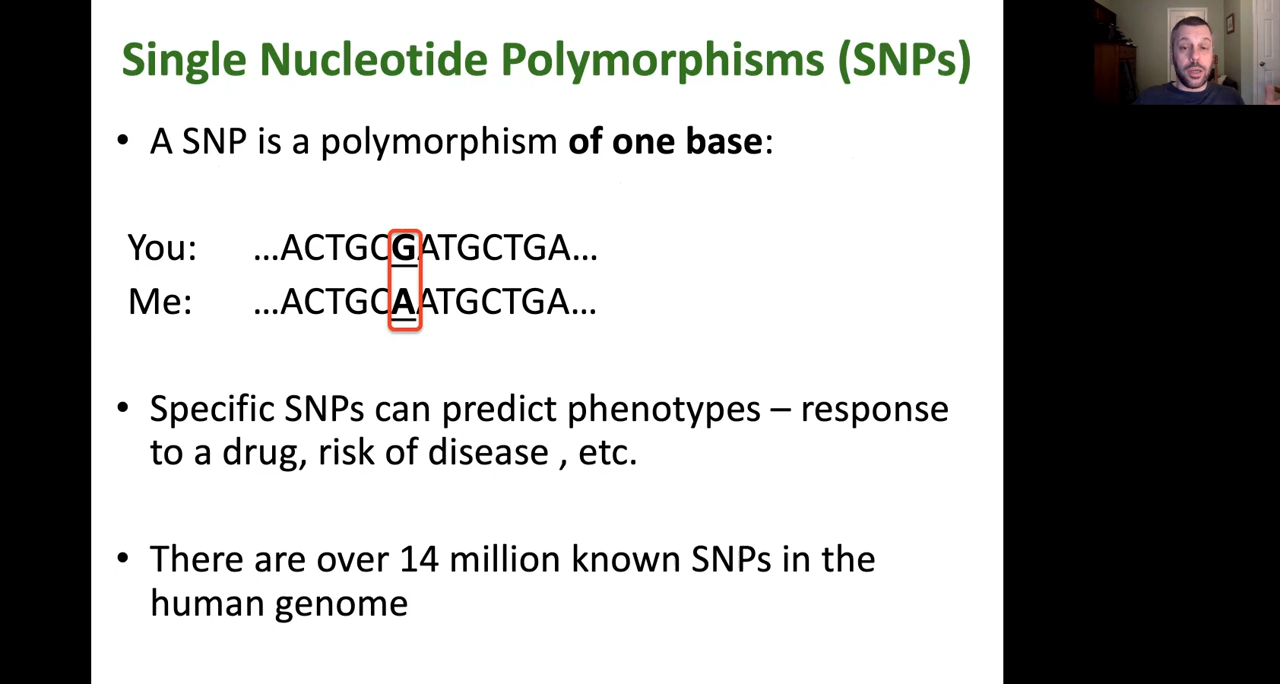 Single Nucleotide Polymorphisms (SNPs)
• A SNP is a polymorphism of one base:
You: ...ACTGCGATGCTGA...
Me: ...ACTGCAATGCTGA...
• Specific SNPs can predict phenotypes – response
to a drug, risk of disease , etc.
• There are over 14 million known SNPs in the
human genome